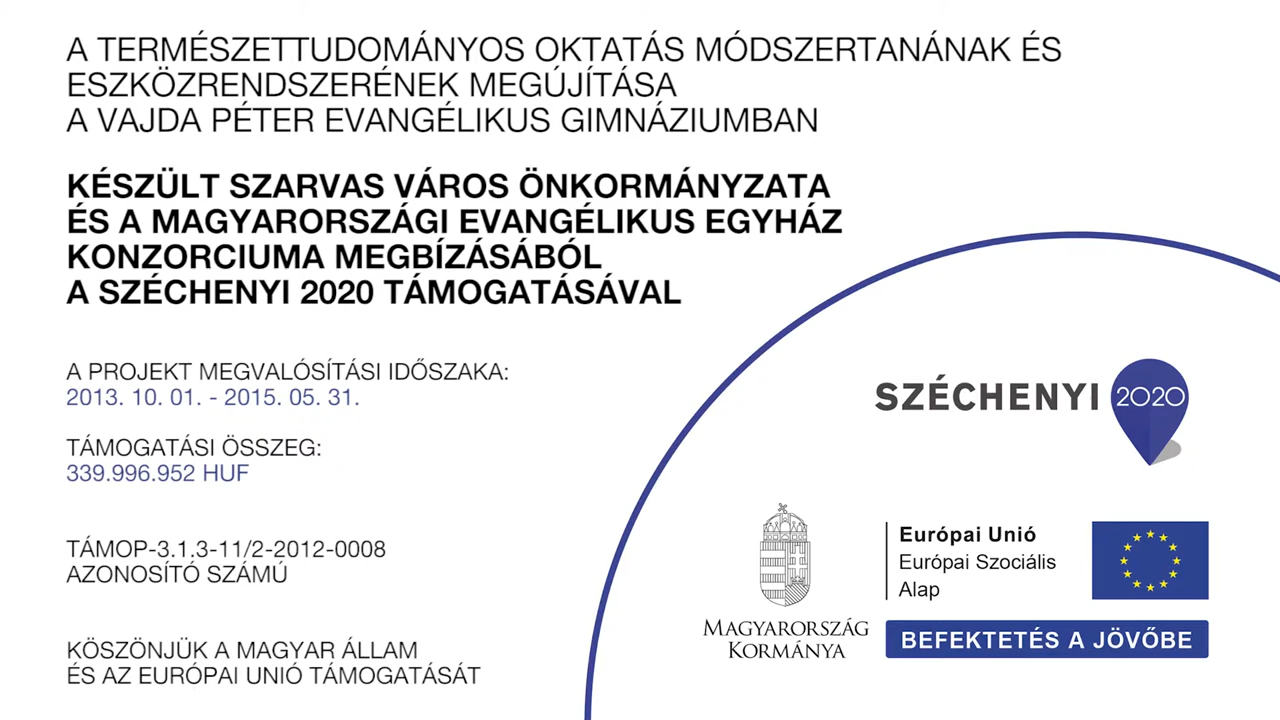 A TERMÉSZETTUDOMÁNYOS OKTATÁS MÓDSZERTANÁNAK ÉS
ESZKÖZRENDSZERÉNEK MEGÚJÍTÁSA
A VAJDA PÉTER EVANGÉLIKUS GIMNÁZIUMBAN
KÉSZÜLT SZARVAS VÁROS ÖNKORMÁNYZATA
ÉS A MAGYARORSZÁGI EVANGÉLIKUS EGYHÁZ
KONZORCIUMA MEGBÍZÁSÁBÓL
A SZÉCHENYI 2020 TÁMOGATÁSÁVAL
A PROJEKT MEGVALÓSÍTÁSI IDŐSZAKA:
2013. 10. 01. - 2015. 05. 31.
TÁMOGATÁSI ÖSSZEG:
339.996.952 HUF
TÁMOP-3.1.3-11/2-2012-0008
AZONOSÍTÓ SZÁMÚ
KÖSZÖNJÜK A MAGYAR ÁLLAM
ÉS AZ EURÓPAI UNIÓ TÁMOGATÁSÁT
SZÉCHENYI 2020
MAGYARORSZÁG
KORMÁNYA
Európai Unió
Európai Szociális
Alap
BEFEKTETÉS A JÖVŐBE